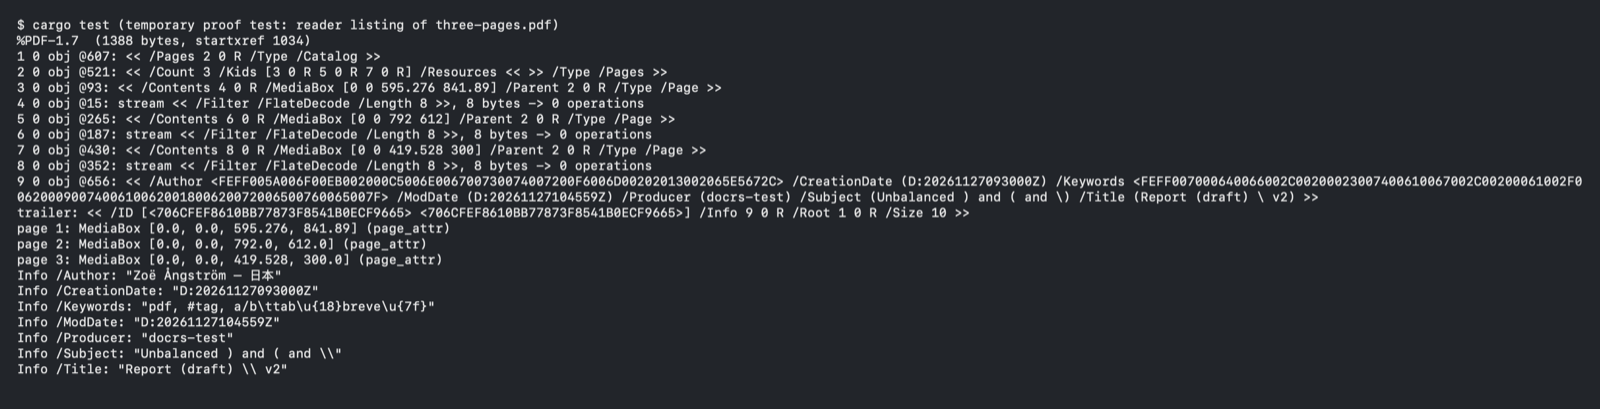 $ cargo test (temporary proof test: reader listing of three-pages.pdf)
%PDF-1.7  (1388 bytes, startxref 1034)
1 0 obj @607: << /Pages 2 0 R /Type /Catalog >>
2 0 obj @521: << /Count 3 /Kids [3 0 R 5 0 R 7 0 R] /Resources << >> /Type /Pages >>
3 0 obj @93: << /Contents 4 0 R /MediaBox [0 0 595.276 841.89] /Parent 2 0 R /Type /Page >>
4 0 obj @15: stream << /Filter /FlateDecode /Length 8 >>, 8 bytes -> 0 operations
5 0 obj @265: << /Contents 6 0 R /MediaBox [0 0 792 612] /Parent 2 0 R /Type /Page >>
6 0 obj @187: stream << /Filter /FlateDecode /Length 8 >>, 8 bytes -> 0 operations
7 0 obj @430: << /Contents 8 0 R /MediaBox [0 0 419.528 300] /Parent 2 0 R /Type /Page >>
8 0 obj @352: stream << /Filter /FlateDecode /Length 8 >>, 8 bytes -> 0 operations
9 0 obj @656: << /Author <FEFF005A006F00EB002000C5006E006700730074007200F6006D00202013002065E5672C> /CreationDate (D:20261127093000Z) /Keywords <FEFF007000640066002C00200023007400610067002C00200061002F0
0620009007400610062001800620072006500760065007F> /ModDate (D:20261127104559Z) /Producer (docrs-test) /Subject (Unbalanced ) and ( and \) /Title (Report (draft) \ v2) >>
trailer: << /ID [<706CFEF8610BB77873F8541B0ECF9665> <706CFEF8610BB77873F8541B0ECF9665>] /Info 9 0 R /Root 1 0 R /Size 10 >>
page 1: MediaBox [0.0, 0.0, 595.276, 841.89] (page_attr)
page 2: MediaBox [0.0, 0.0, 792.0, 612.0] (page_attr)
page 3: MediaBox [0.0, 0.0, 419.528, 300.0] (page_attr)
Info /Author: "Zoë Ångström – 日本"
Info /CreationDate: "D:20261127093000Z"
Info /Keywords: "pdf, #tag, a/b\ttab\u{18}breve\u{7f}"
Info /ModDate: "D:20261127104559Z"
Info /Producer: "docrs-test"
Info /Subject: "Unbalanced ) and ( and \\"
Info /Title: "Report (draft) \\ v2"